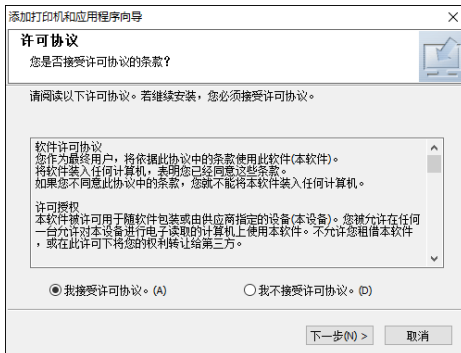 添加打印机和应用程序向导
许可协议
您是否接受许可协议的条款?
请阅读以下许可协议。若继续安装，您必须接受许可协议。
软件许可协议
您作为最终用户，将依据此协议中的条款使用此软件(本软件)。
将软件装入任何计算机，表明您已经同意这些条款。
如果您不同意此协议中的条款，您就不能将本软件装入任何计算机。
许可授权
本软件被许可用于随软件包装或由供应商指定的设备(本设备)。您被允许在任何
一台允许对本设备进行电子读取的计算机上使用本软件。不允许您租借本软件
，或在此许可下将您的权利转让给第三方。
我接受许可协议。(A)
我不接受许可协议。(D)
下一步(N) >
取消